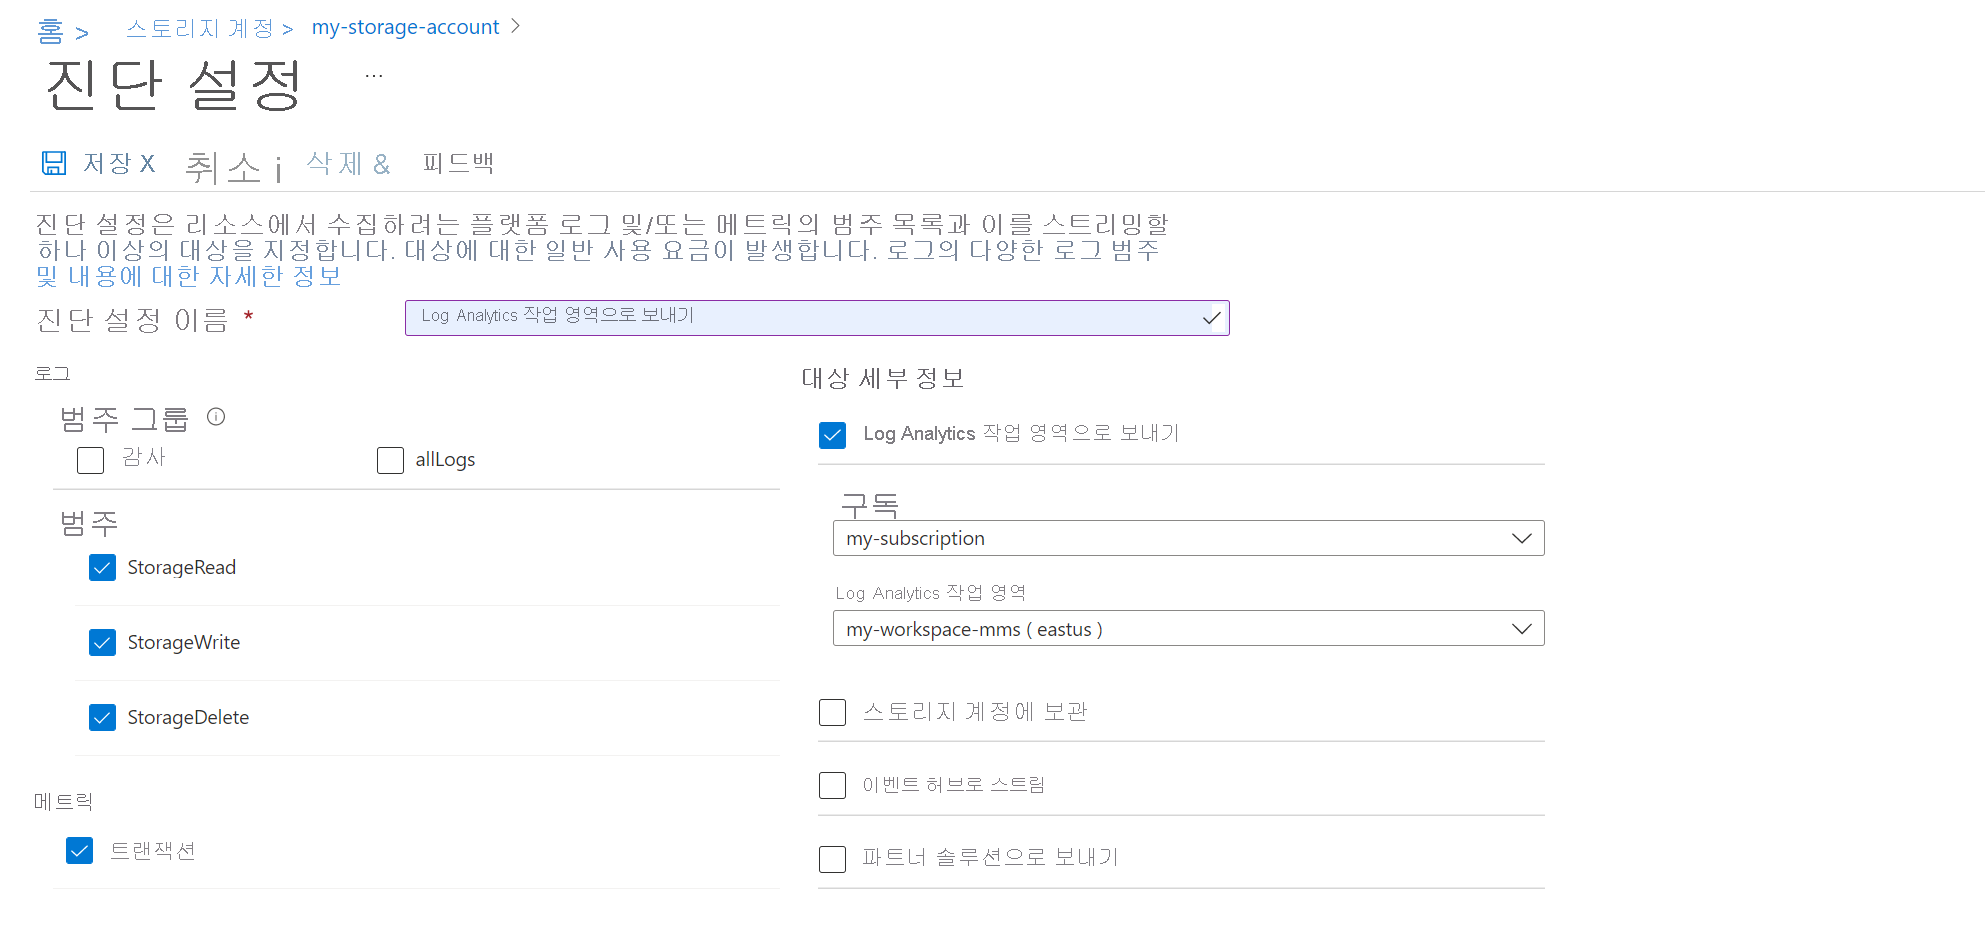 홈 > 스토리지 계정 > my-storage-account >
진단 설정 ...
저장 X 취소 i 삭제 & 피드백
진단 설정은 리소스에서 수집하려는 플랫폼 로그 및/또는 메트릭의 범주 목록과 이를 스트리밍할
하나 이상의 대상을 지정합니다. 대상에 대한 일반 사용 요금이 발생합니다. 로그의 다양한 로그 범주
및 내용에 대한 자세한 정보
진단 설정 이름 *
Log Analytics 작업 영역으로 보내기
로그
범주 그룹
감사
allLogs
범주
StorageRead
StorageWrite
StorageDelete
메트릭
트랜잭션
대상 세부 정보
Log Analytics 작업 영역으로 보내기
구독
my-subscription
Log Analytics 작업 영역
my-workspace-mms ( eastus )
스토리지 계정에 보관
이벤트 허브로 스트림
파트너 솔루션으로 보내기